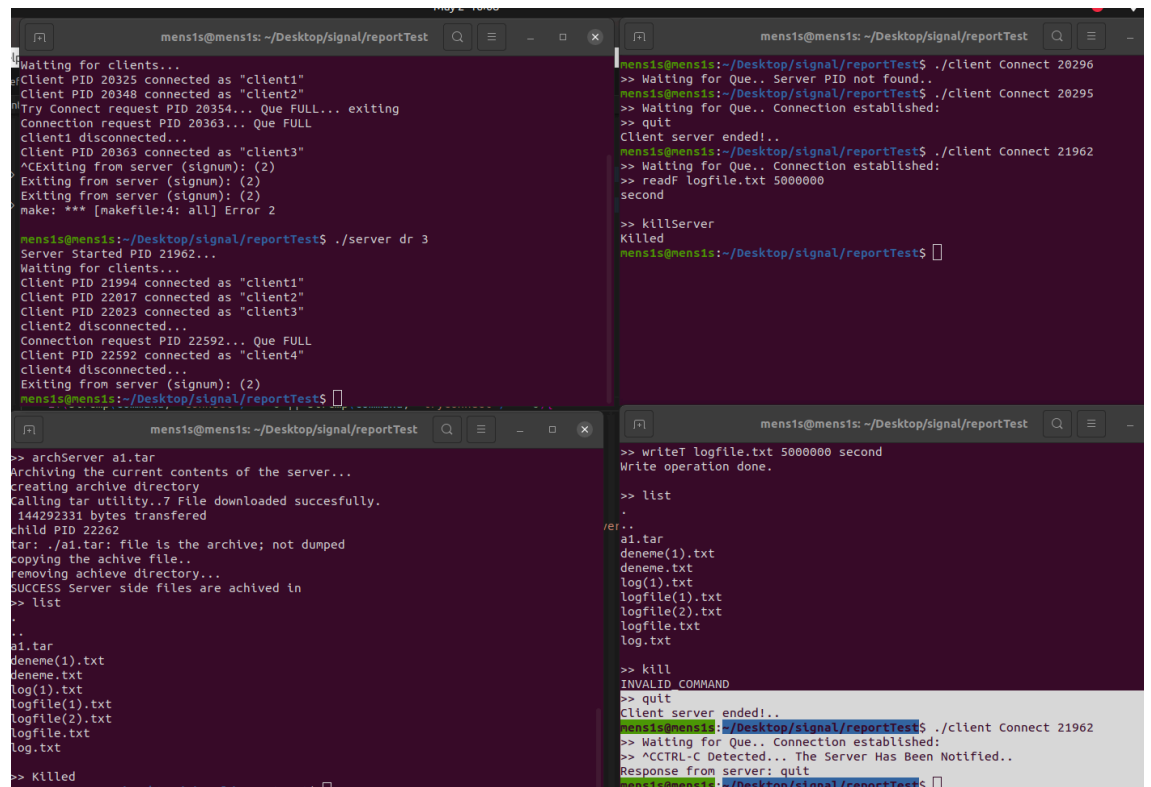 mens1s@mens1s: ~/Desktop/signal/reportTest
Waiting for clients...
Client PID 20325 connected as "client1"
Client PID 20348 connected as "client2"
Try Connect request PID 20354... Que FULL... exiting
Connection request PID 20363... Que FULL
client1 disconnected...
Client PID 20363 connected as "client3"
^CExiting from server (signum): (2)
Exiting from server (signum): (2)
Exiting from server (signum): (2)
make: *** [makefile:4: all] Error 2
mens1s@mens1s:~/Desktop/signal/reportTest$ ./server dr 3
Server Started PID 21962...
Waiting for clients...
Client PID 21994 connected as "client1"
Client PID 22017 connected as "client2"
Client PID 22023 connected as "client3"
client2 disconnected...
Connection request PID 22592... Que FULL
Client PID 22592 connected as "client4"
client4 disconnected...
Exiting from server (signum): (2)
mens1s@mens1s:~/Desktop/signal/reportTest$
mens1s@mens1s: ~/Desktop/signal/reportTest
mens1s@mens1s:~/Desktop/signal/reportTest$ ./client Connect 20296
>> Waiting for Que.. Server PID not found..
mens1s@mens1s:~/Desktop/signal/reportTest$ ./client Connect 20295
>> Waiting for Que.. Connection established:
>> quit
Client server ended!..
mens1s@mens1s:~/Desktop/signal/reportTest$ ./client Connect 21962
>> Waiting for Que.. Connection established:
>> readF logfile.txt 5000000
second
>> killServer
Killed
mens1s@mens1s:~/Desktop/signal/reportTest$
mens1s@mens1s: ~/Desktop/signal/reportTest
>> archServer a1.tar
Archiving the current contents of the server...
creating archive directory
Calling tar utility..7 File downloaded succesfully.
144292331 bytes transfered
child PID 22262
tar: ./a1.tar: file is the archive; not dumped
copying the achive file..
removing achieve directory...
SUCCESS Server side files are achived in
>> list
.
..
a1.tar
deneme(1).txt
deneme.txt
log(1).txt
logfile(1).txt
logfile(2).txt
logfile.txt
log.txt
>> Killed
mens1s@mens1s: ~/Desktop/signal/reportTest
>> writeT logfile.txt 5000000 second
Write operation done.
>> list
.
..
a1.tar
deneme(1).txt
deneme.txt
log(1).txt
logfile(1).txt
logfile(2).txt
logfile.txt
log.txt
>> kill
INVALID_COMMAND
>> quit
Client server ended!..
mens1s@mens1s:~/Desktop/signal/reportTest$ ./client Connect 21962
>> Waiting for Que.. Connection established:
>> ^CCTRL-C Detected... The Server Has Been Notified..
Response from server: quit
mens1s@mens1s:~/Desktop/signal/reportTest$